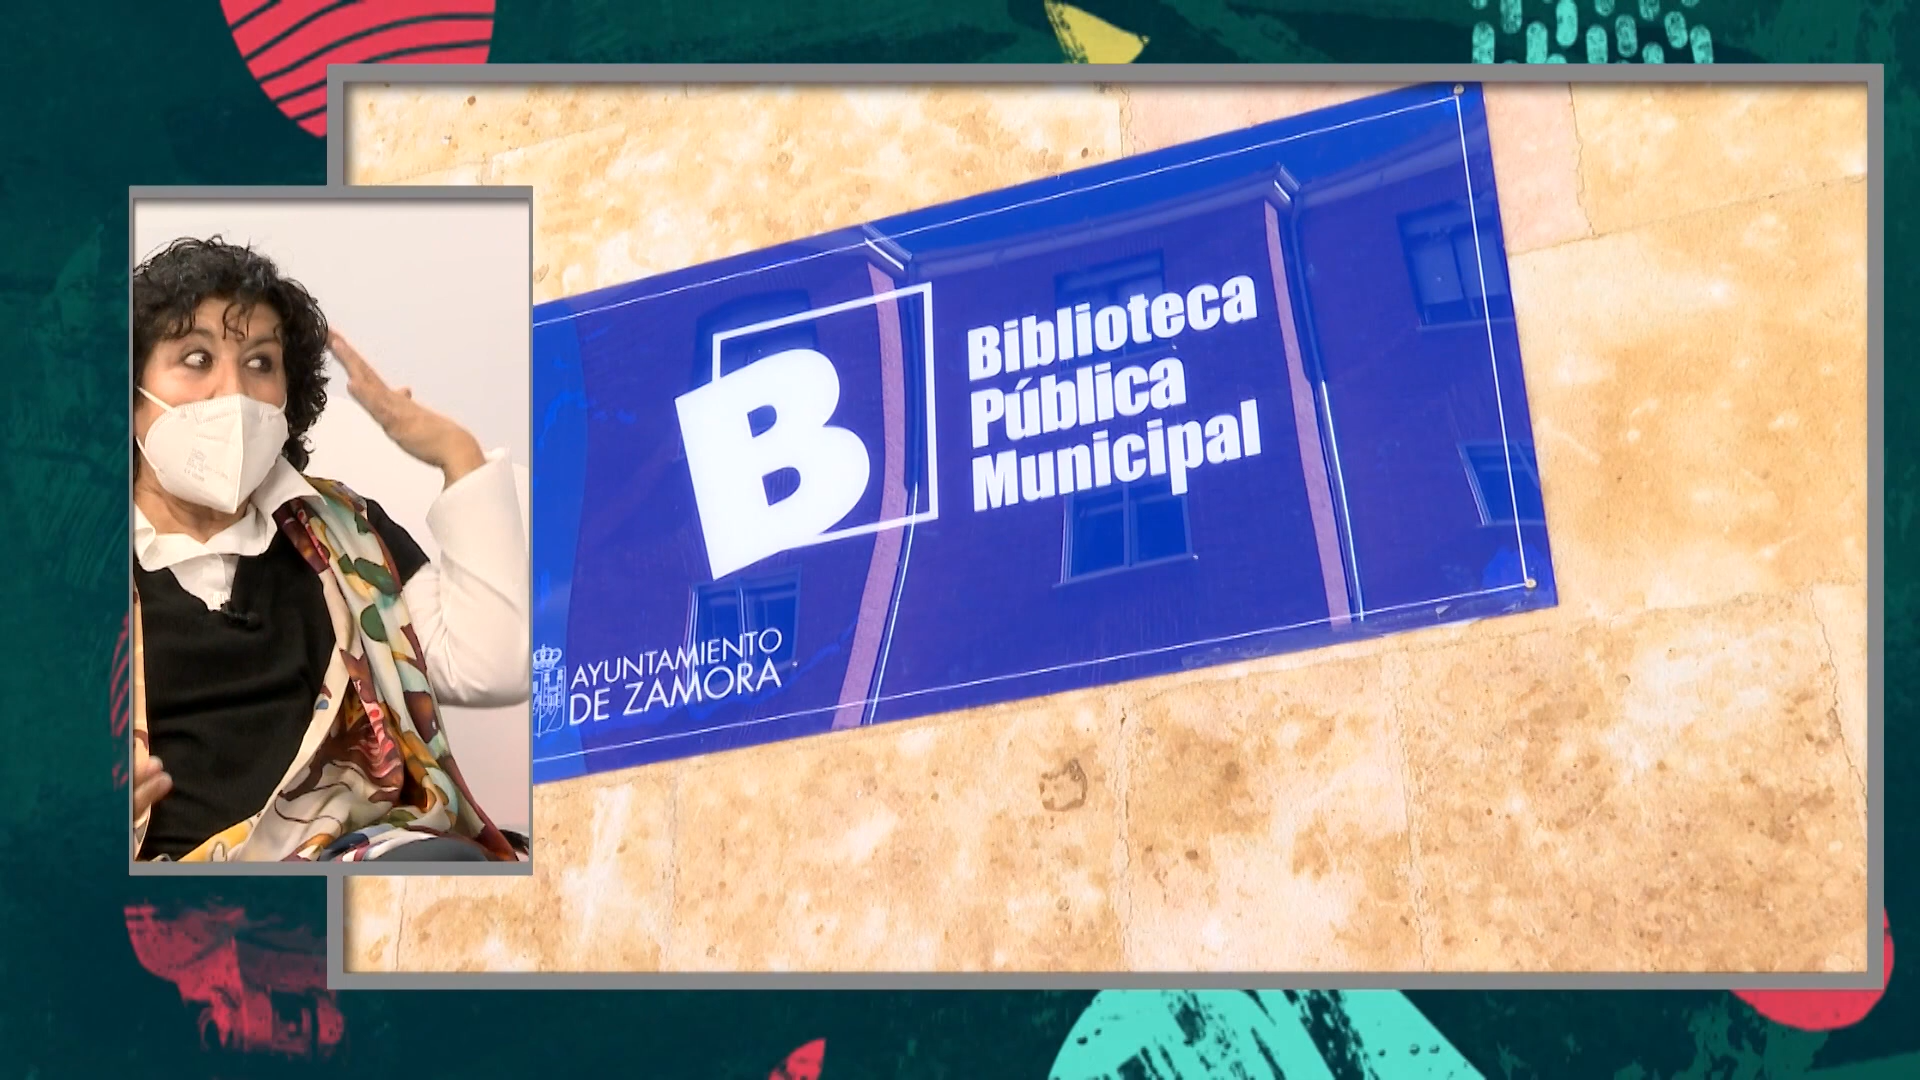 B
Biblioteca
Pública
Municipal
AYUNTAMIENTO
DE ZAMORA